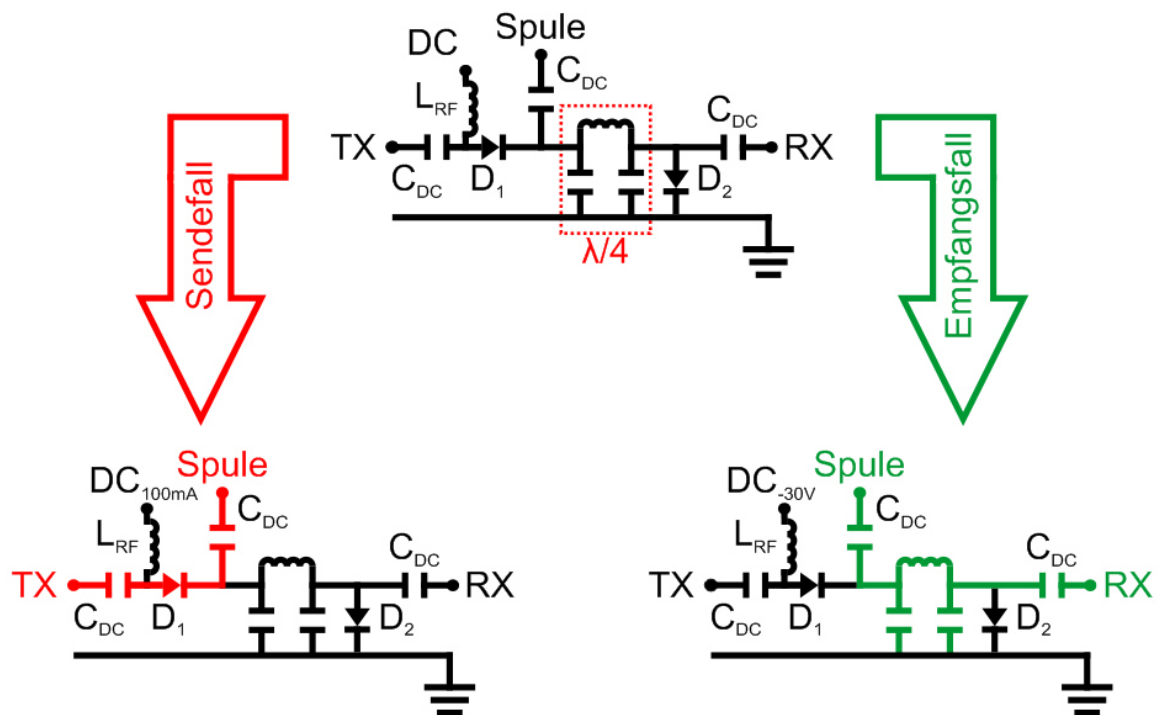 Spule
DC
C_DC
L_RF
C_DC
TX
RX
C_DC
D_1
D_2
λ/4
Sendefall
Empfangsfall
Spule
DC_100mA
C_DC
L_RF
C_DC
TX
RX
C_DC
D_1
D_2
Spule
DC_-30V
C_DC
L_RF
C_DC
TX
RX
C_DC
D_1
D_2